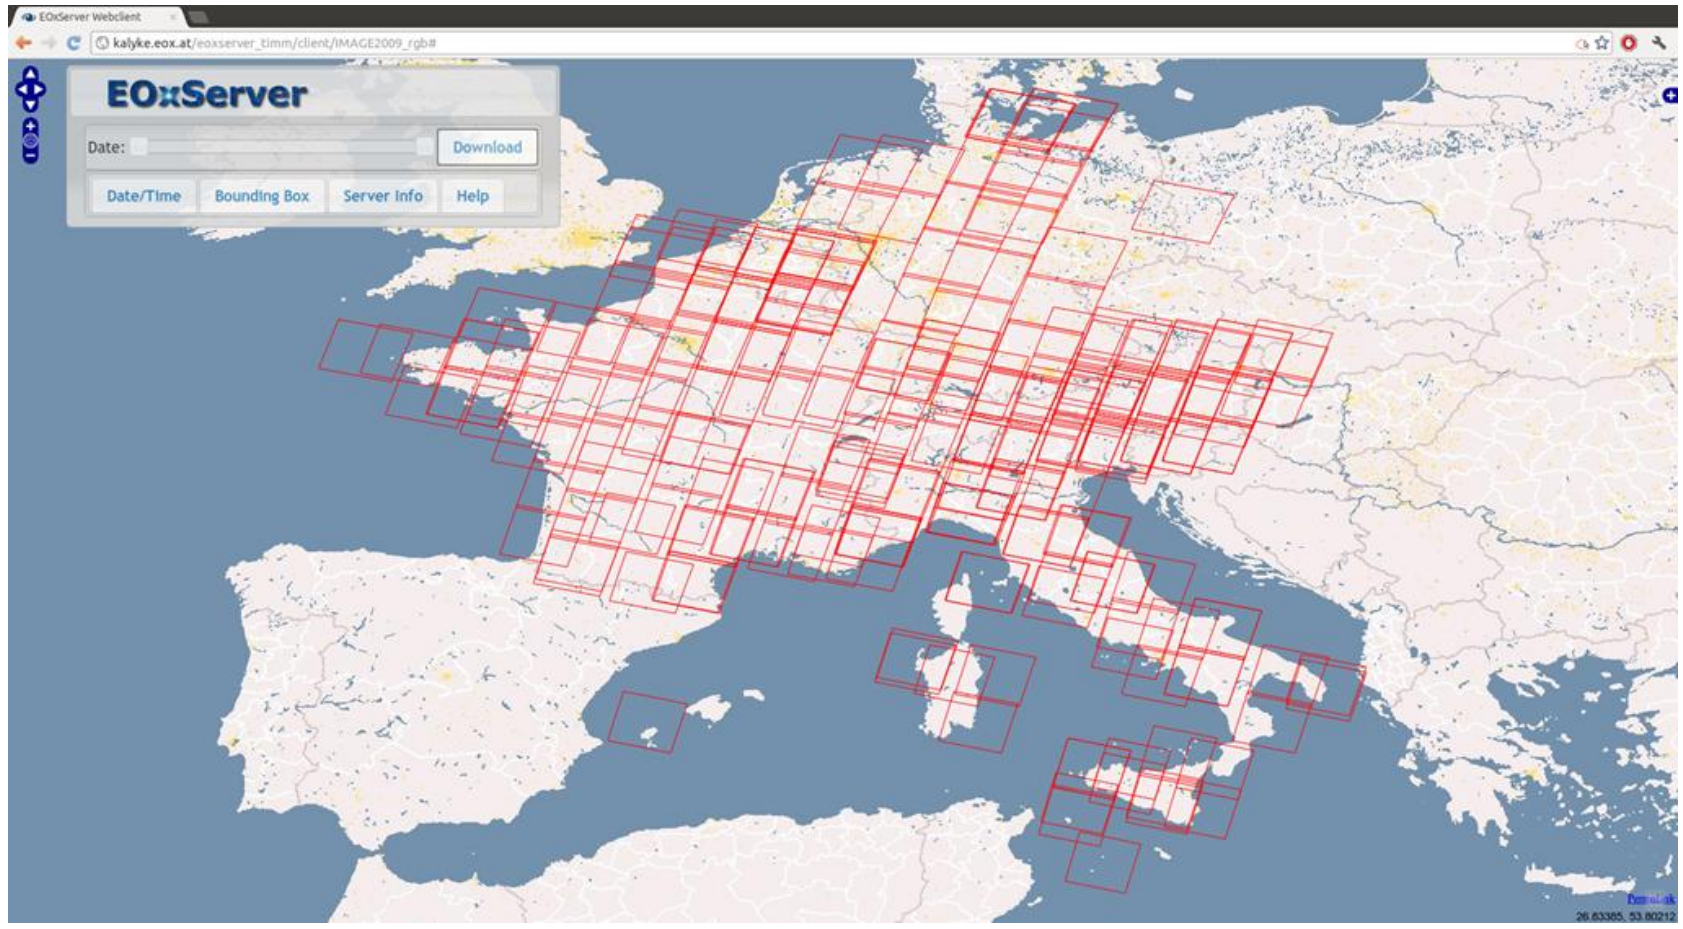 EOxServer Webclient
kalyke.eox.at/eoxserver_timm/client/IMAGE2009_rgb#
EOxServer
Date:
Download
Date/Time Bounding Box Server Info Help
PermaLink
26.83385, 53.80212